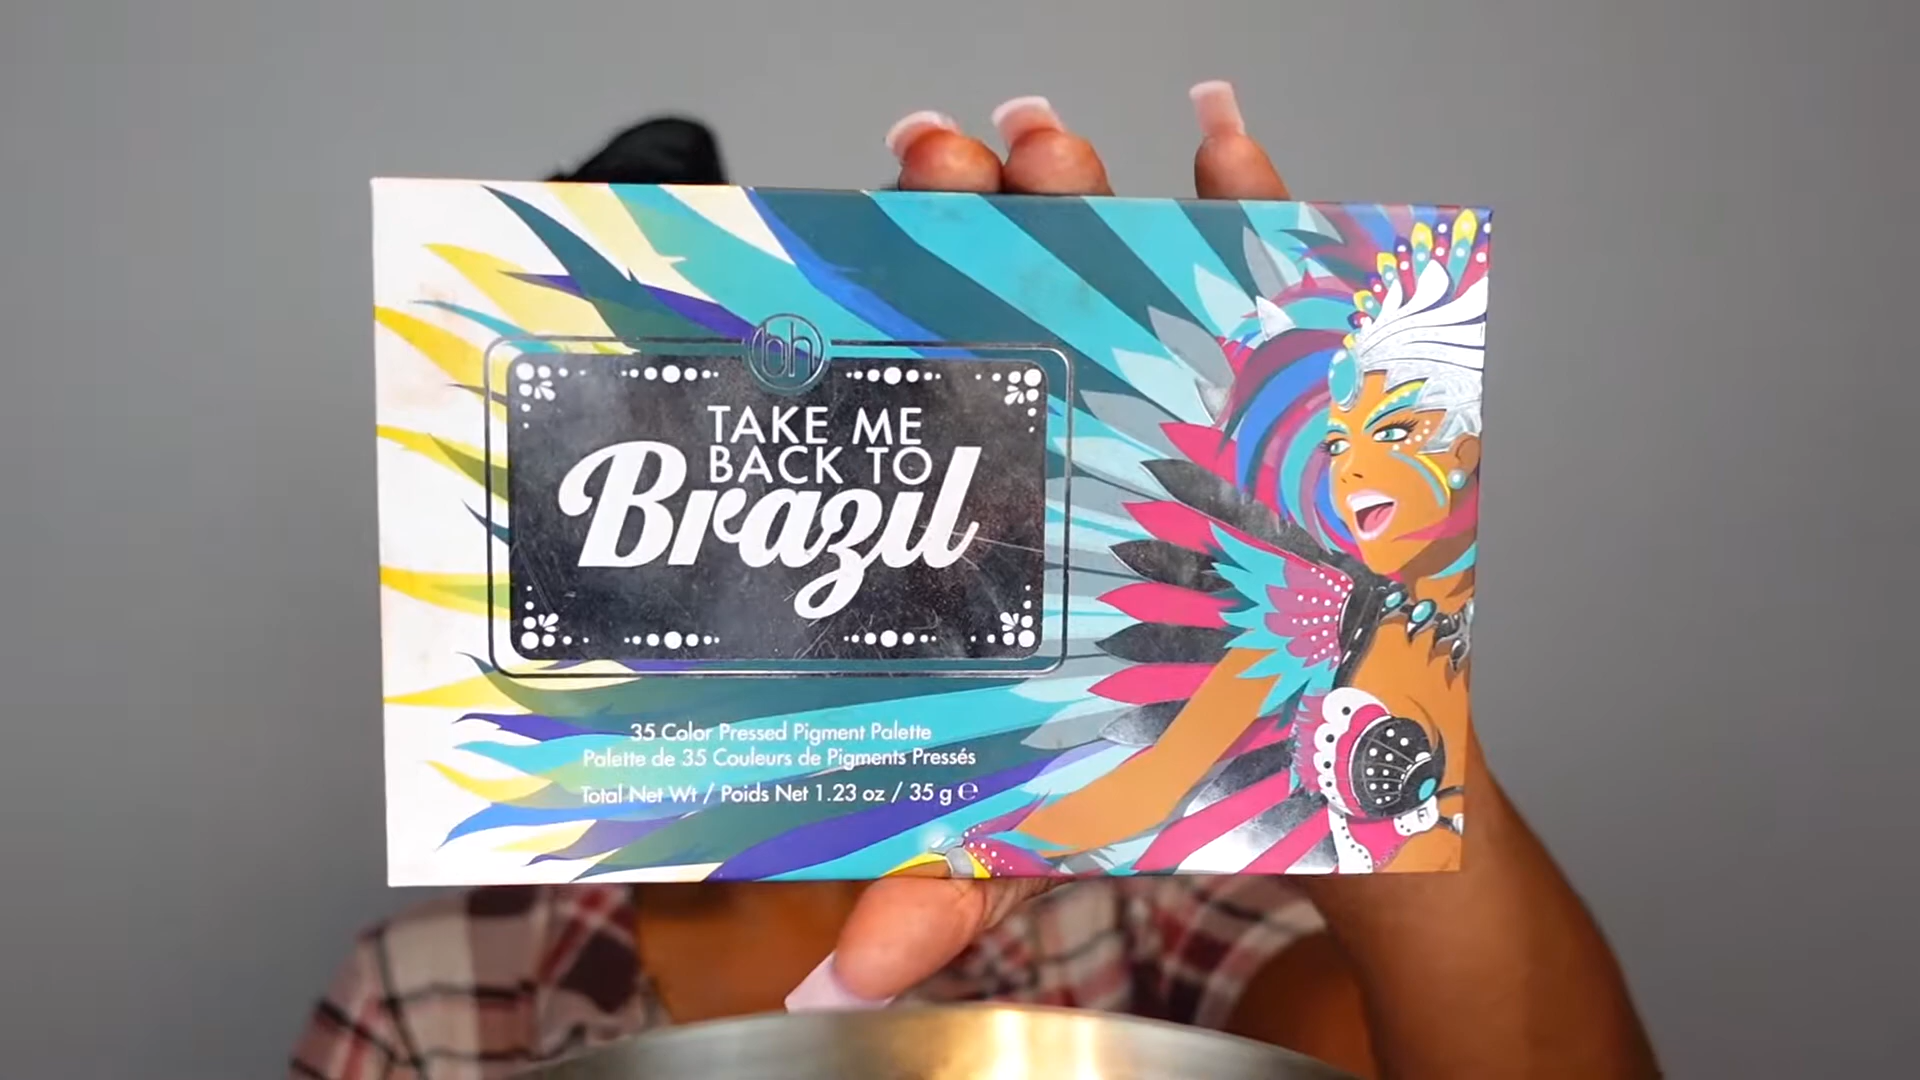 bh
TAKE ME
BACK TO
Brazil
35 Color Pressed Pigment Palette
Palette de 35 Couleurs de Pigments Pressés
Total Net Wt / Poids Net 1.23 oz / 35 g ℮